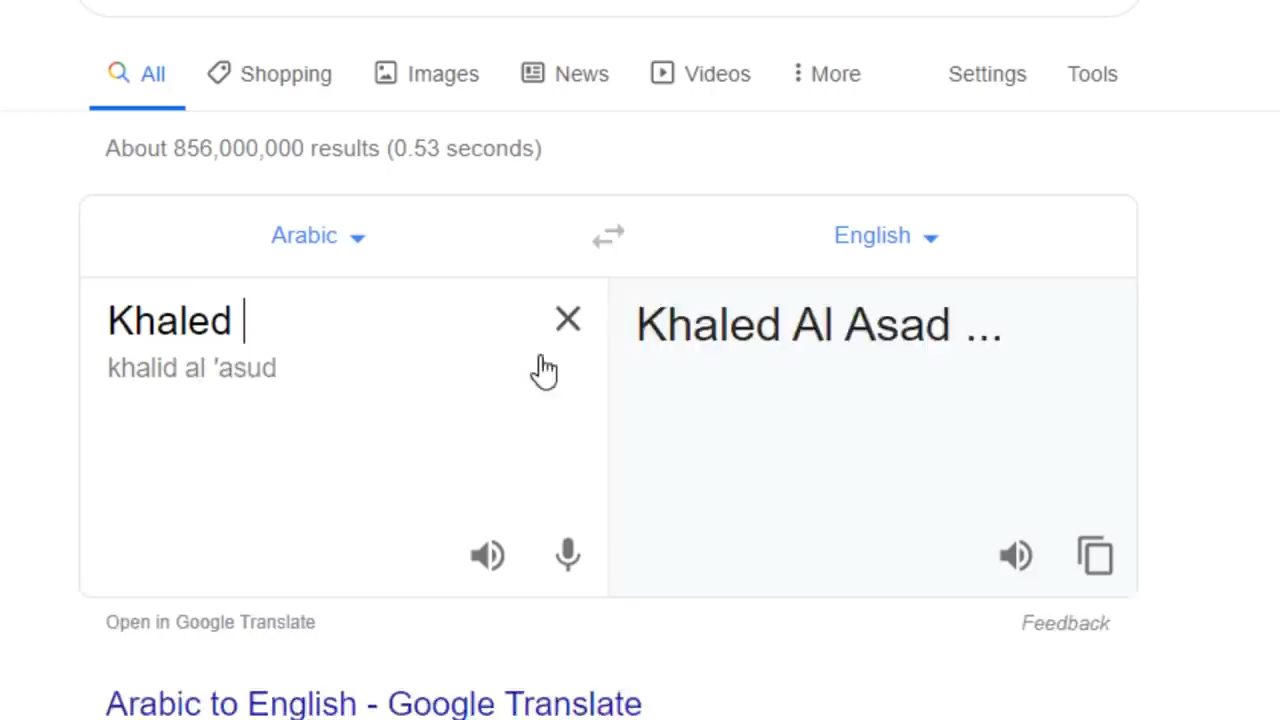 All Shopping Images News Videos More Settings Tools
About 856,000,000 results (0.53 seconds)
Arabic English
Khaled Khaled Al Asad ...
khalid al 'asud
Open in Google Translate Feedback
Arabic to English - Google Translate